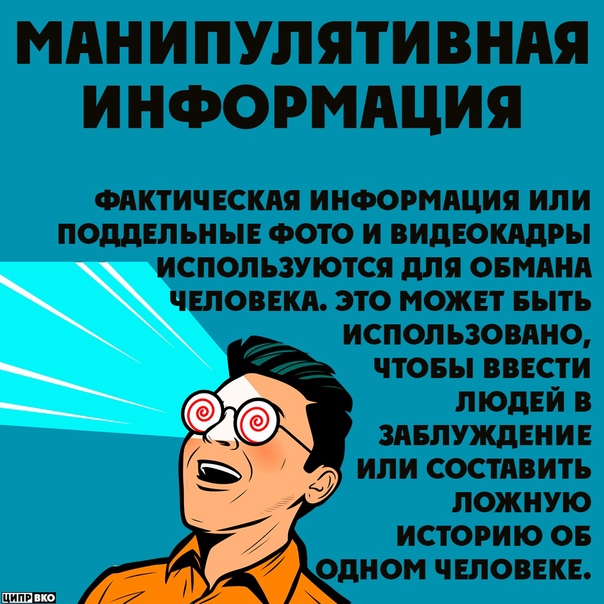 МАНИПУЛЯТИВНАЯ
ИНФОРМАЦИЯ
ФАКТИЧЕСКАЯ ИНФОРМАЦИЯ ИЛИ
ПОДДЕЛЬНЫЕ ФОТО И ВИДЕОКАДРЫ
ИСПОЛЬЗУЮТСЯ ДЛЯ ОБМАНА
ЧЕЛОВЕКА. ЭТО МОЖЕТ БЫТЬ
ИСПОЛЬЗОВАНО,
ЧТОБЫ ВВЕСТИ
ЛЮДЕЙ В
ЗАБЛУЖДЕНИЕ
ИЛИ СОСТАВИТЬ
ЛОЖНУЮ
ИСТОРИЮ ОБ
ОДНОМ ЧЕЛОВЕКЕ.
ЦИПР ВКО